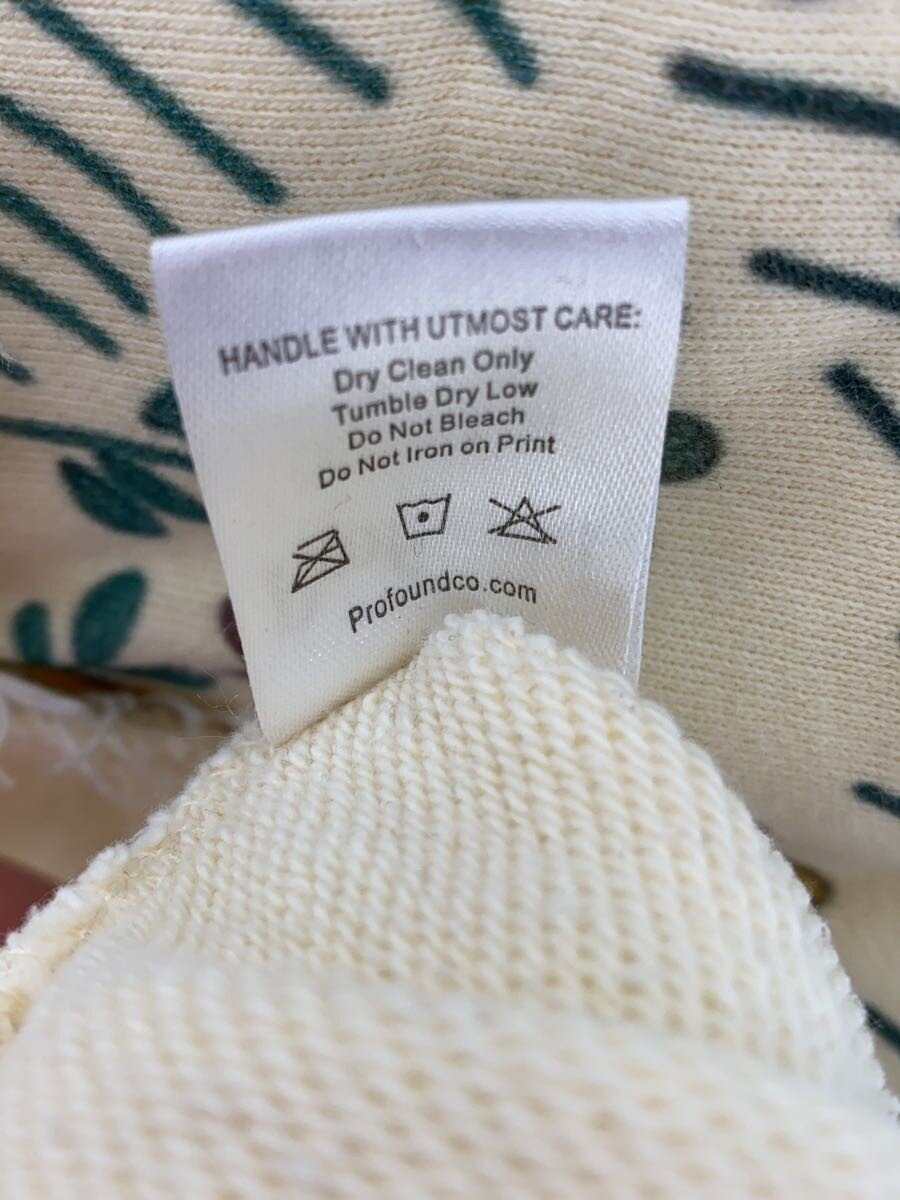 HANDLE WITH UTMOST CARE:
Dry Clean Only
Tumble Dry Low
Do Not Bleach
Do Not Iron on Print
Profoundco.com